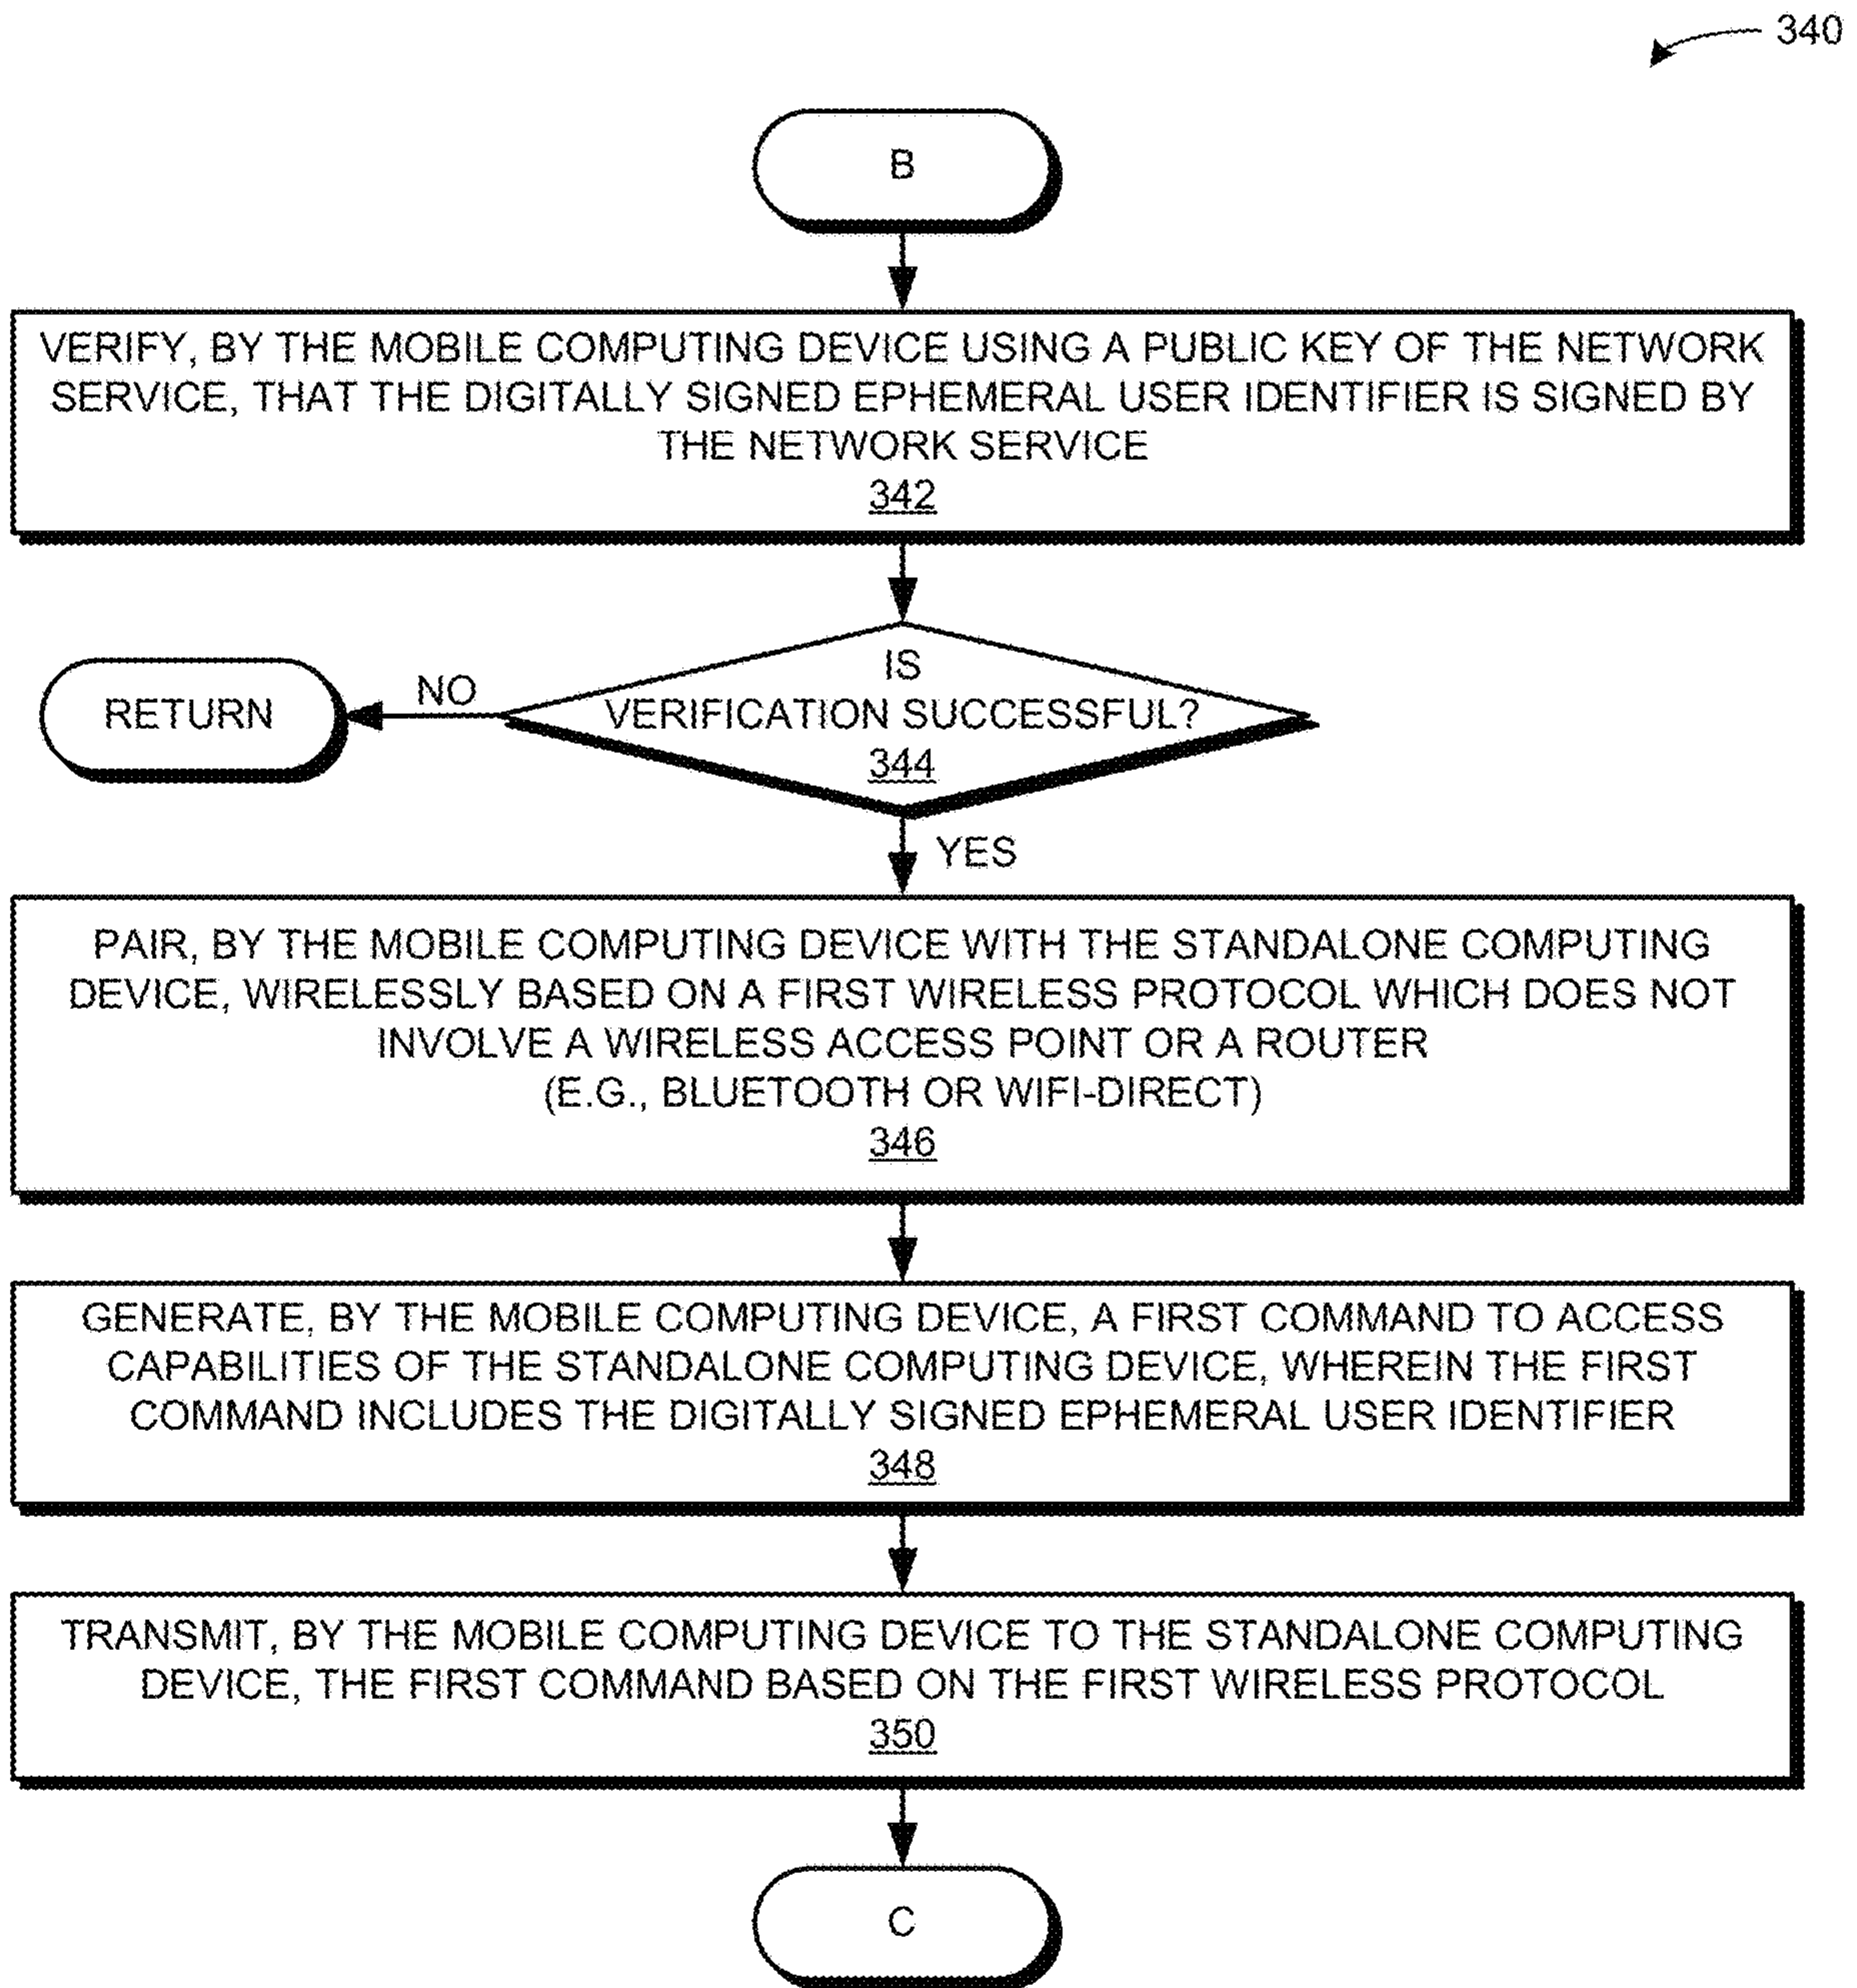 340
B
VERIFY, BY THE MOBILE COMPUTING DEVICE USING A PUBLIC KEY OF THE NETWORK
SERVICE, THAT THE DIGITALLY SIGNED EPHEMERAL USER IDENTIFIER IS SIGNED BY
THE NETWORK SERVICE
342
IS
VERIFICATION SUCCESSFUL?
344
NO
RETURN
YES
PAIR, BY THE MOBILE COMPUTING DEVICE WITH THE STANDALONE COMPUTING
DEVICE, WIRELESSLY BASED ON A FIRST WIRELESS PROTOCOL WHICH DOES NOT
INVOLVE A WIRELESS ACCESS POINT OR A ROUTER
(E.G., BLUETOOTH OR WIFI-DIRECT)
346
GENERATE, BY THE MOBILE COMPUTING DEVICE, A FIRST COMMAND TO ACCESS
CAPABILITIES OF THE STANDALONE COMPUTING DEVICE, WHEREIN THE FIRST
COMMAND INCLUDES THE DIGITALLY SIGNED EPHEMERAL USER IDENTIFIER
348
TRANSMIT, BY THE MOBILE COMPUTING DEVICE TO THE STANDALONE COMPUTING
DEVICE, THE FIRST COMMAND BASED ON THE FIRST WIRELESS PROTOCOL
350
C